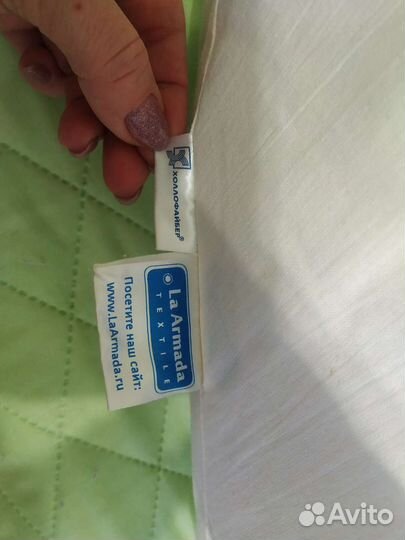 ХОЛЛОФАЙБЕР®
La Armada
TEXTILE
Посетите наш сайт:
www.LaArmada.ru
Avito